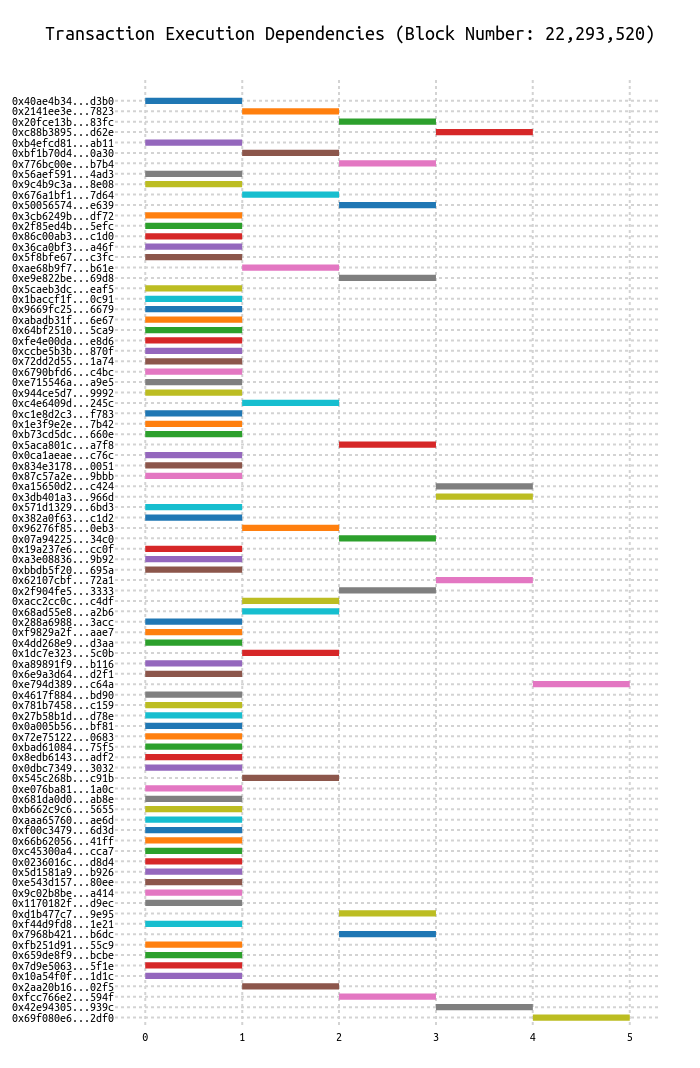 Transaction Execution Dependencies (Block Number: 22,293,520)
0x40ae4b34...d3b0
0x2141ee3e...7823
0x20fce13b...83fc
0xc88b3895...d62e
0xb4efcd81...ab11
0xbf1b70d4...0a30
0x776bc00e...b7b4
0x56aef591...4ad3
0x9c4b9c3a...8e08
0x676a1bf1...7d64
0x50056574...e639
0x3cb6249b...df72
0x2f85ed4b...5efc
0x86c00ab3...c1d0
0x36ca0bf3...a46f
0x5f8bfe67...c3fc
0xae68b9f7...b61e
0xe9e822be...69d8
0x5caeb3dc...eaf5
0x1baccf1f...0c91
0x9669fc25...6679
0xabadb31f...6e67
0x64bf2510...5ca9
0xfe4e00da...e8d6
0xccbe5b3b...870f
0x72dd2d55...1a74
0x6790bfd6...c4bc
0xe715546a...a9e5
0x944ce5d7...9992
0xc4e6409d...245c
0xc1e8d2c3...f783
0x1e3f9e2e...7b42
0xb73cd5dc...660e
0x5aca801c...a7f8
0x0ca1aeae...c76c
0x834e3178...0051
0x87c57a2e...9bbb
0xa15650d2...c424
0x3db401a3...966d
0x571d1329...6bd3
0x382a0f63...c1d2
0x96276f85...0eb3
0x07a94225...34c0
0x19a237e6...cc0f
0xa3e08836...9b92
0xbbdb5f20...695a
0x62107cbf...72a1
0x2f904fe5...3333
0xacc2cc0c...c4df
0x68ad55e8...a2b6
0x288a6988...3acc
0xf9829a2f...aae7
0x4dd268e9...d3aa
0x1dc7e323...5c0b
0xa89891f9...b116
0x6e9a3d64...d2f1
0xe794d389...c64a
0x4617f884...bd90
0x781b7458...c159
0x27b58b1d...d78e
0x0a005b56...bf81
0x72e75122...0683
0xbad61084...75f5
0x8edb6143...adf2
0x0dbc7349...3032
0x545c268b...c91b
0xe076ba81...1a0c
0x681da0d0...ab8e
0xb662c9c6...5655
0xaaa65760...ae6d
0xf00c3479...6d3d
0x66b62056...41ff
0xc45300a4...cca7
0x0236016c...d8d4
0x5d1581a9...b926
0xe543d157...80ee
0x9c02b8be...a414
0x1170182f...d9ec
0xd1b477c7...9e95
0xf44d9fd8...1e21
0x7968b421...b6dc
0xfb251d91...55c9
0x659de8f9...bcbe
0x7d9e5063...5f1e
0x10a54f0f...1d1c
0x2aa20b16...02f5
0xfcc766e2...594f
0x42e94305...939c
0x69f080e6...2df0
0 1 2 3 4 5